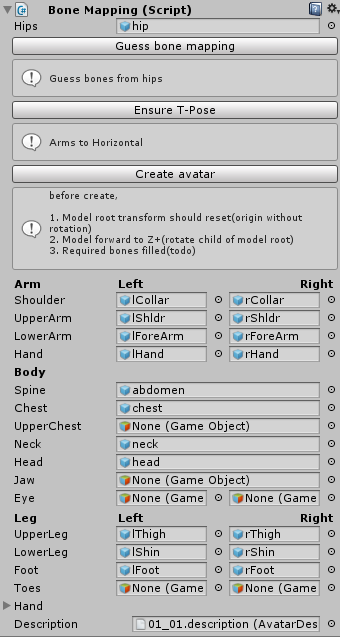 Bone Mapping (Script)
Hips hip
Guess bone mapping
Guess bones from hips
Ensure T-Pose
Arms to Horizontal
Create avatar
before create,
1. Model root transform should reset(origin without
rotation)
2. Model forward to Z+(rotate child of model root)
3. Required bones filled(todo)
Arm Left Right
Shoulder lCollar rCollar
UpperArm lShldr rShldr
LowerArm lForeArm rForeArm
Hand lHand rHand
Body
Spine abdomen
Chest chest
UpperChest None (Game Object)
Neck neck
Head head
Jaw None (Game Object)
Eye None (Game None (Game
Leg Left Right
UpperLeg lThigh rThigh
LowerLeg lShin rShin
Foot lFoot rFoot
Toes None (Game None (Game
Hand
Description 01_01.description (AvatarDes